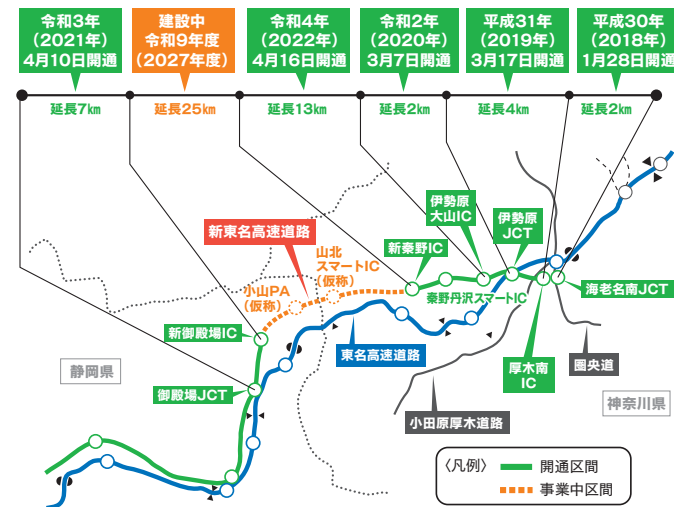 令和3年
(2021年)
4月10日開通
建設中
令和9年度
(2027年度)
令和4年
(2022年)
4月16日開通
令和2年
(2020年)
3月7日開通
平成31年
(2019年)
3月17日開通
平成30年
(2018年)
1月28日開通
延長7㎞
延長25㎞
延長13㎞
延長2㎞
延長4㎞
延長2㎞
伊勢原
大山IC
伊勢原
JCT
新東名高速道路
新秦野IC
山北
スマートIC
(仮称)
小山PA
(仮称)
秦野丹沢スマートIC
海老名南JCT
新御殿場IC
東名高速道路
厚木南
IC
圏央道
静岡県
御殿場JCT
小田原厚木道路
神奈川県
〈凡例〉
開通区間
事業中区間